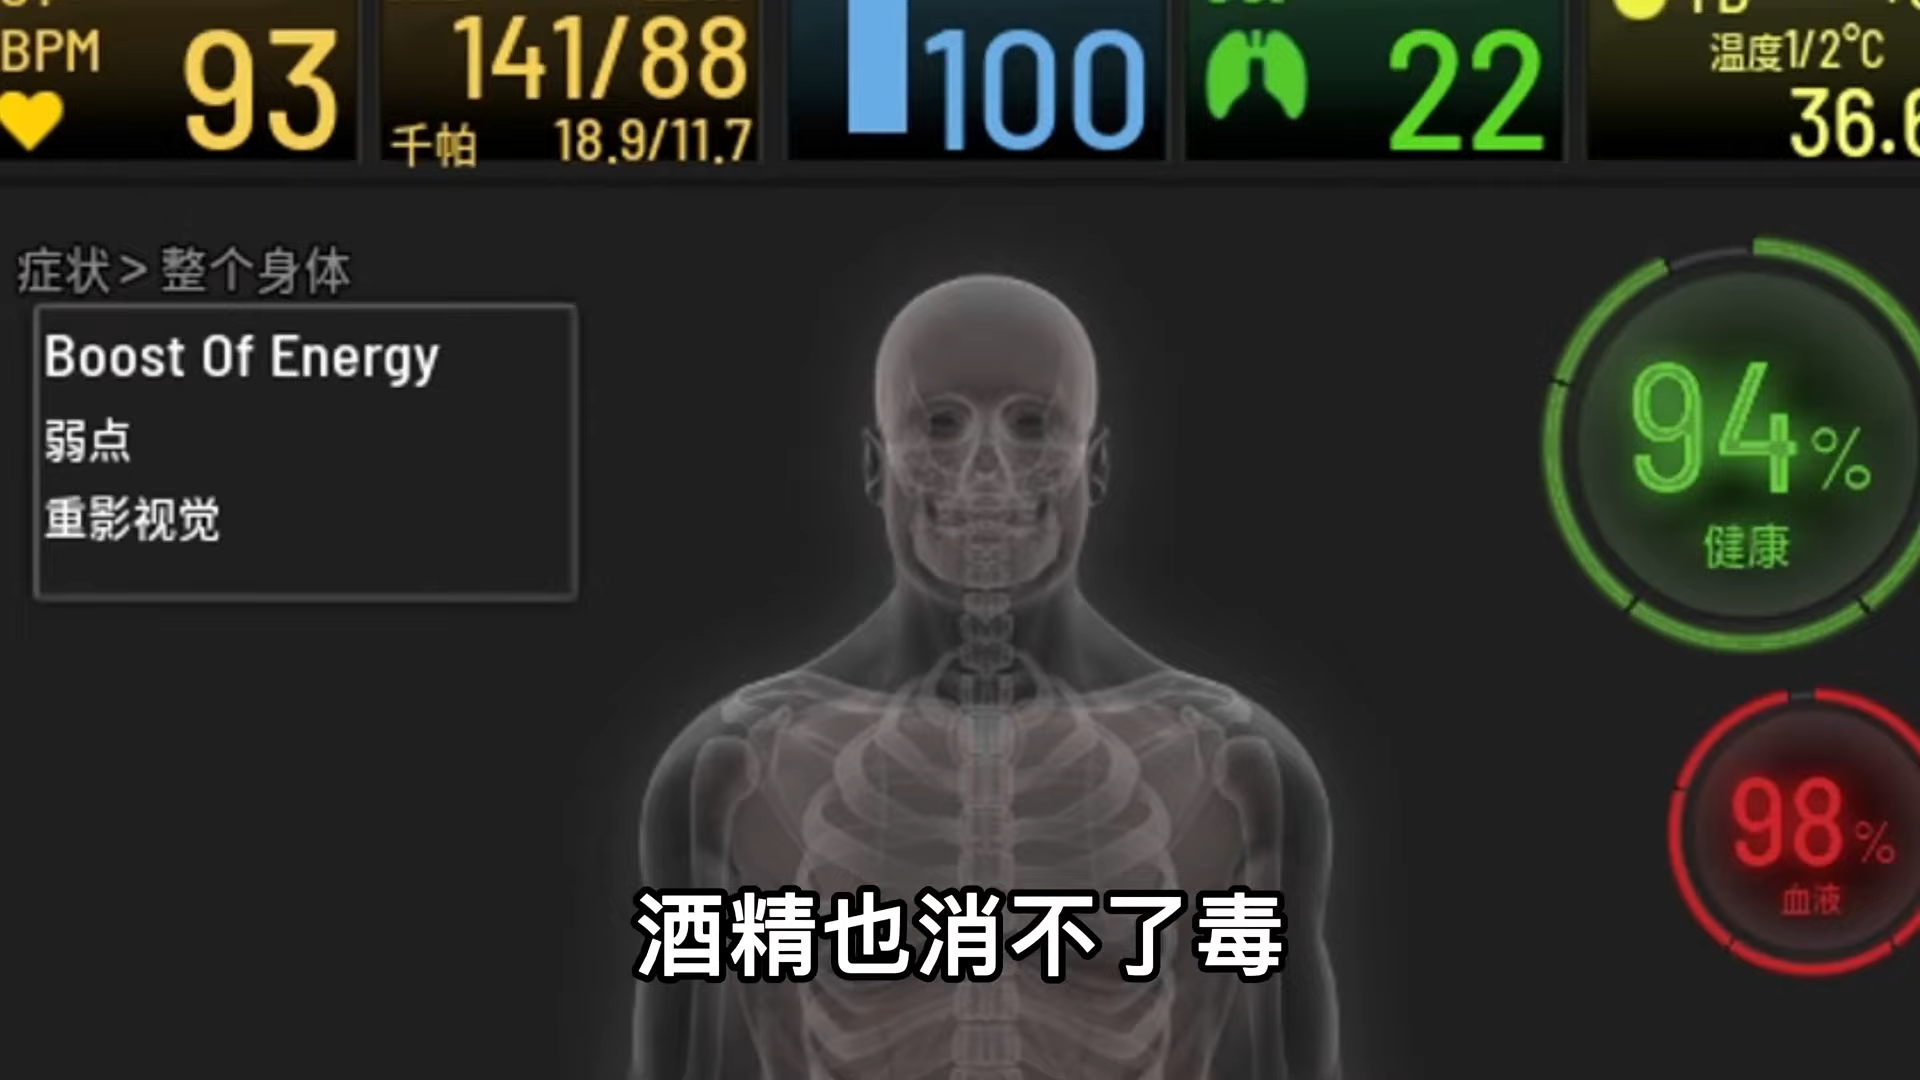 BPM 93
141/88
千帕 18.9/11.7
100
22
温度1/2°C
36.6
症状> 整个身体
Boost Of Energy
弱点
重影视觉
94%
健康
98%
血液
酒精也消不了毒